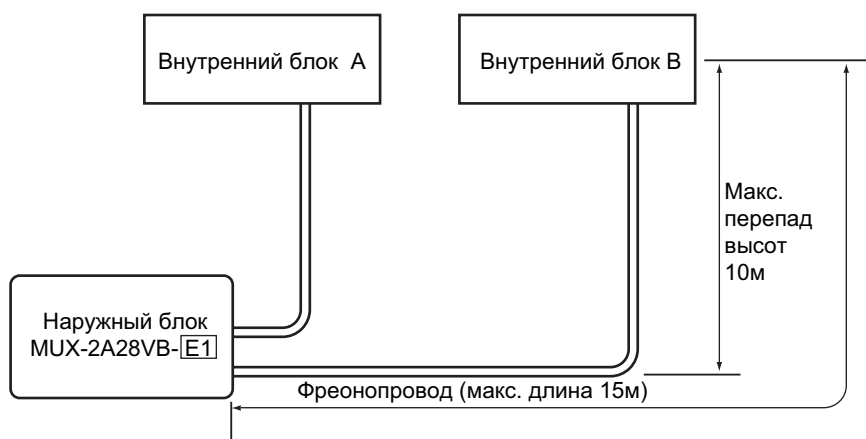 Внутренний блок А
Внутренний блок В
Макс.
перепад
высот
10м
Наружный блок
MUX-2A28VB-E1
Фреонопровод (макс. длина 15м)